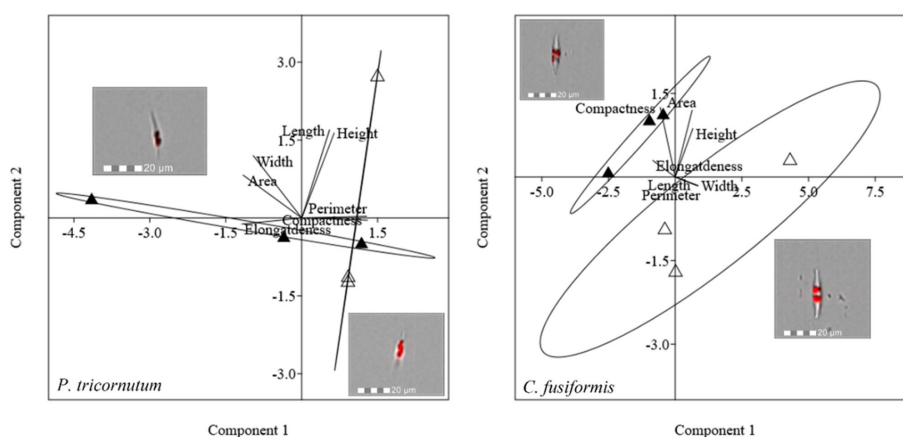 3.0
Length
Height
1.5
Width
Area
Perimeter
Compactness
Elongatdeness
-4.5
-3.0
-1.5
1.5
-1.5
-3.0
20 µm
20 µm
P. tricornutum
Component 1
Component 2
20 µm
1.5
Compactness
Area
Height
Elongatdeness
-5.0
-2.5
Length
Width
Perimeter
2.5
5.0
7.5
-1.5
-3.0
20 µm
C. fusiformis
Component 1
Component 2